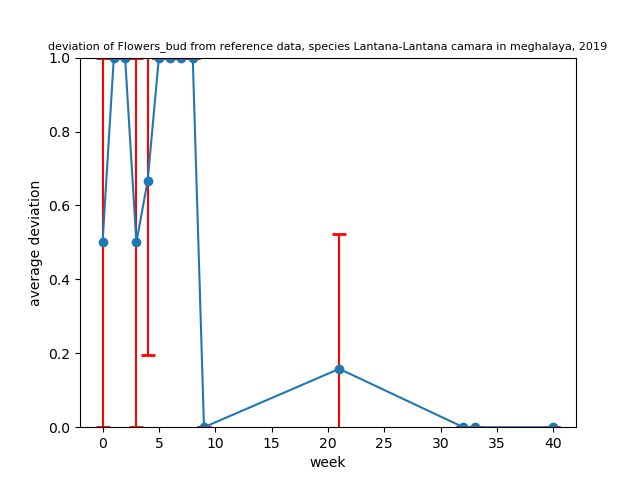 deviation of Flowers_bud from reference data, species Lantana-Lantana camara in meghalaya, 2019
1.0
0.8
0.6
0.4
0.2
0.0
average deviation
0 5 10 15 20 25 30 35 40
week